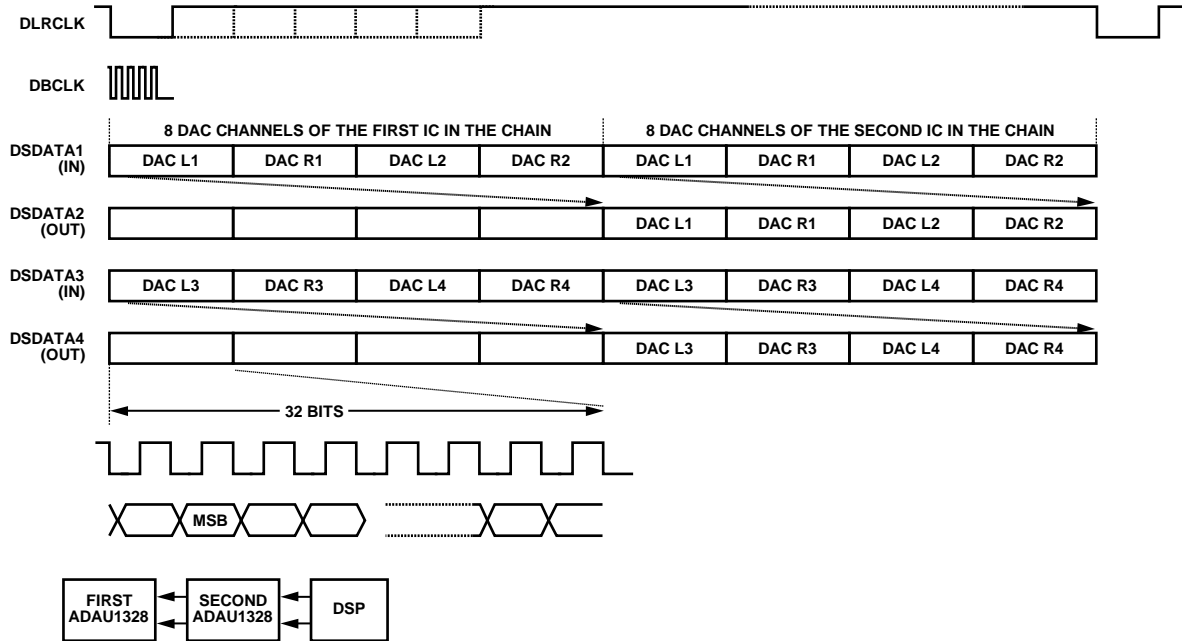 DLRCLK
DBCLK
8 DAC CHANNELS OF THE FIRST IC IN THE CHAIN 8 DAC CHANNELS OF THE SECOND IC IN THE CHAIN
DSDATA1
(IN)
DAC L1 DAC R1 DAC L2 DAC R2 DAC L1 DAC R1 DAC L2 DAC R2
DSDATA2
(OUT)
DAC L1 DAC R1 DAC L2 DAC R2
DSDATA3
(IN)
DAC L3 DAC R3 DAC L4 DAC R4 DAC L3 DAC R3 DAC L4 DAC R4
DSDATA4
(OUT)
DAC L3 DAC R3 DAC L4 DAC R4
32 BITS
MSB
FIRST
ADAU1328
SECOND
ADAU1328
DSP